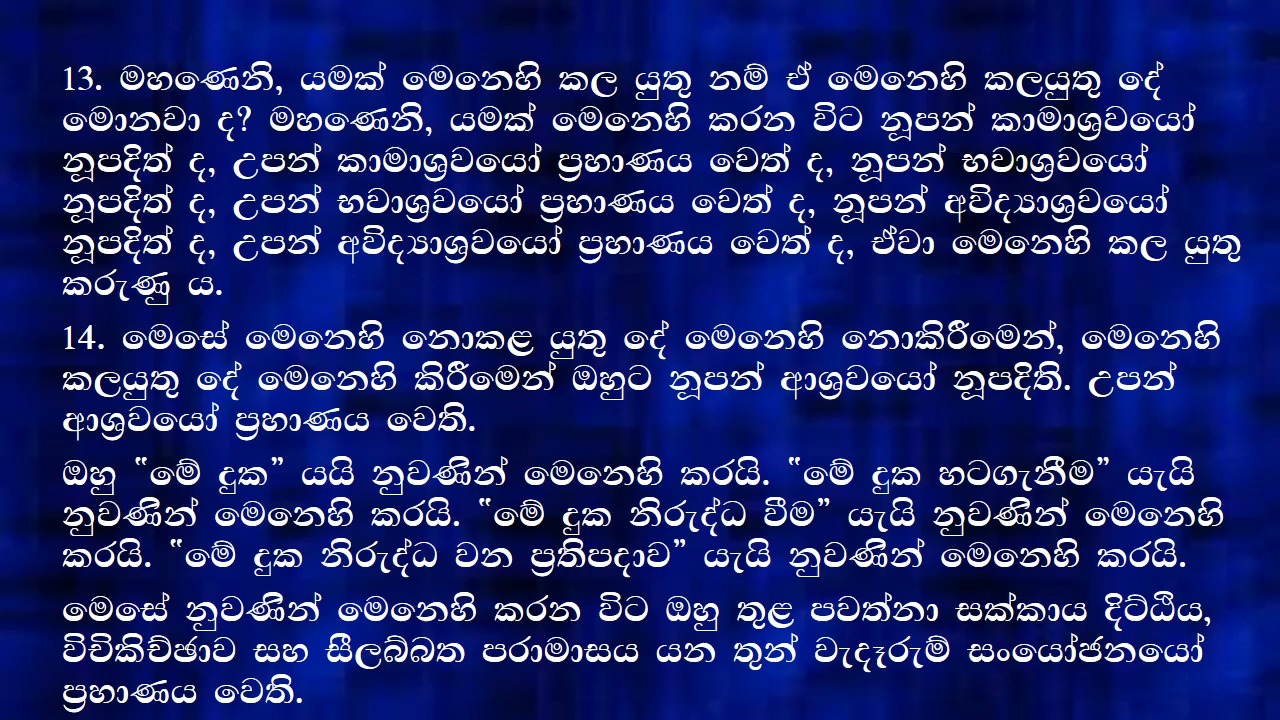 13. මහණෙනි, යමක් මෙනෙහි කල යුතු නම් ඒ මෙනෙහි කලයුතු දේ
මොනවා ද? මහණෙනි, යමක් මෙනෙහි කරන විට නූපන් කාමාශ්‍රවයෝ
නූපදිත් ද, උපන් කාමාශ්‍රවයෝ ප්‍රහාණය වෙත් ද, නූපන් භවාශ්‍රවයෝ
නූපදිත් ද, උපන් භවාශ්‍රවයෝ ප්‍රහාණය වෙත් ද, නූපන් අවිද්‍යාශ්‍රවයෝ
නූපදිත් ද, උපන් අවිද්‍යාශ්‍රවයෝ ප්‍රහාණය වෙත් ද, ඒවා මෙනෙහි කල යුතු
කරුණු ය.
14. මෙසේ මෙනෙහි නොකළ යුතු දේ මෙනෙහි නොකිරීමෙන්, මෙනෙහි
කලයුතු දේ මෙනෙහි කිරීමෙන් ඔහුට නූපන් ආශ්‍රවයෝ නූපදිති. උපන්
ආශ්‍රවයෝ ප්‍රහාණය වෙති.
ඔහු “මේ දුක” යයි නුවණින් මෙනෙහි කරයි. “මේ දුක හටගැනීම” යැයි
නුවණින් මෙනෙහි කරයි. “මේ දුක නිරුද්ධ වීම” යැයි නුවණින් මෙනෙහි
කරයි. “මේ දුක නිරුද්ධ වන ප්‍රතිපදාව” යැයි නුවණින් මෙනෙහි කරයි.
මෙසේ නුවණින් මෙනෙහි කරන විට ඔහු තුළ පවත්නා සක්කාය දිට්ඨිය,
විචිකිච්ඡාව සහ සීලබ්බත පරාමාසය යන තුන් වැදෑරුම් සංයෝජනයෝ
ප්‍රහාණය වෙති.